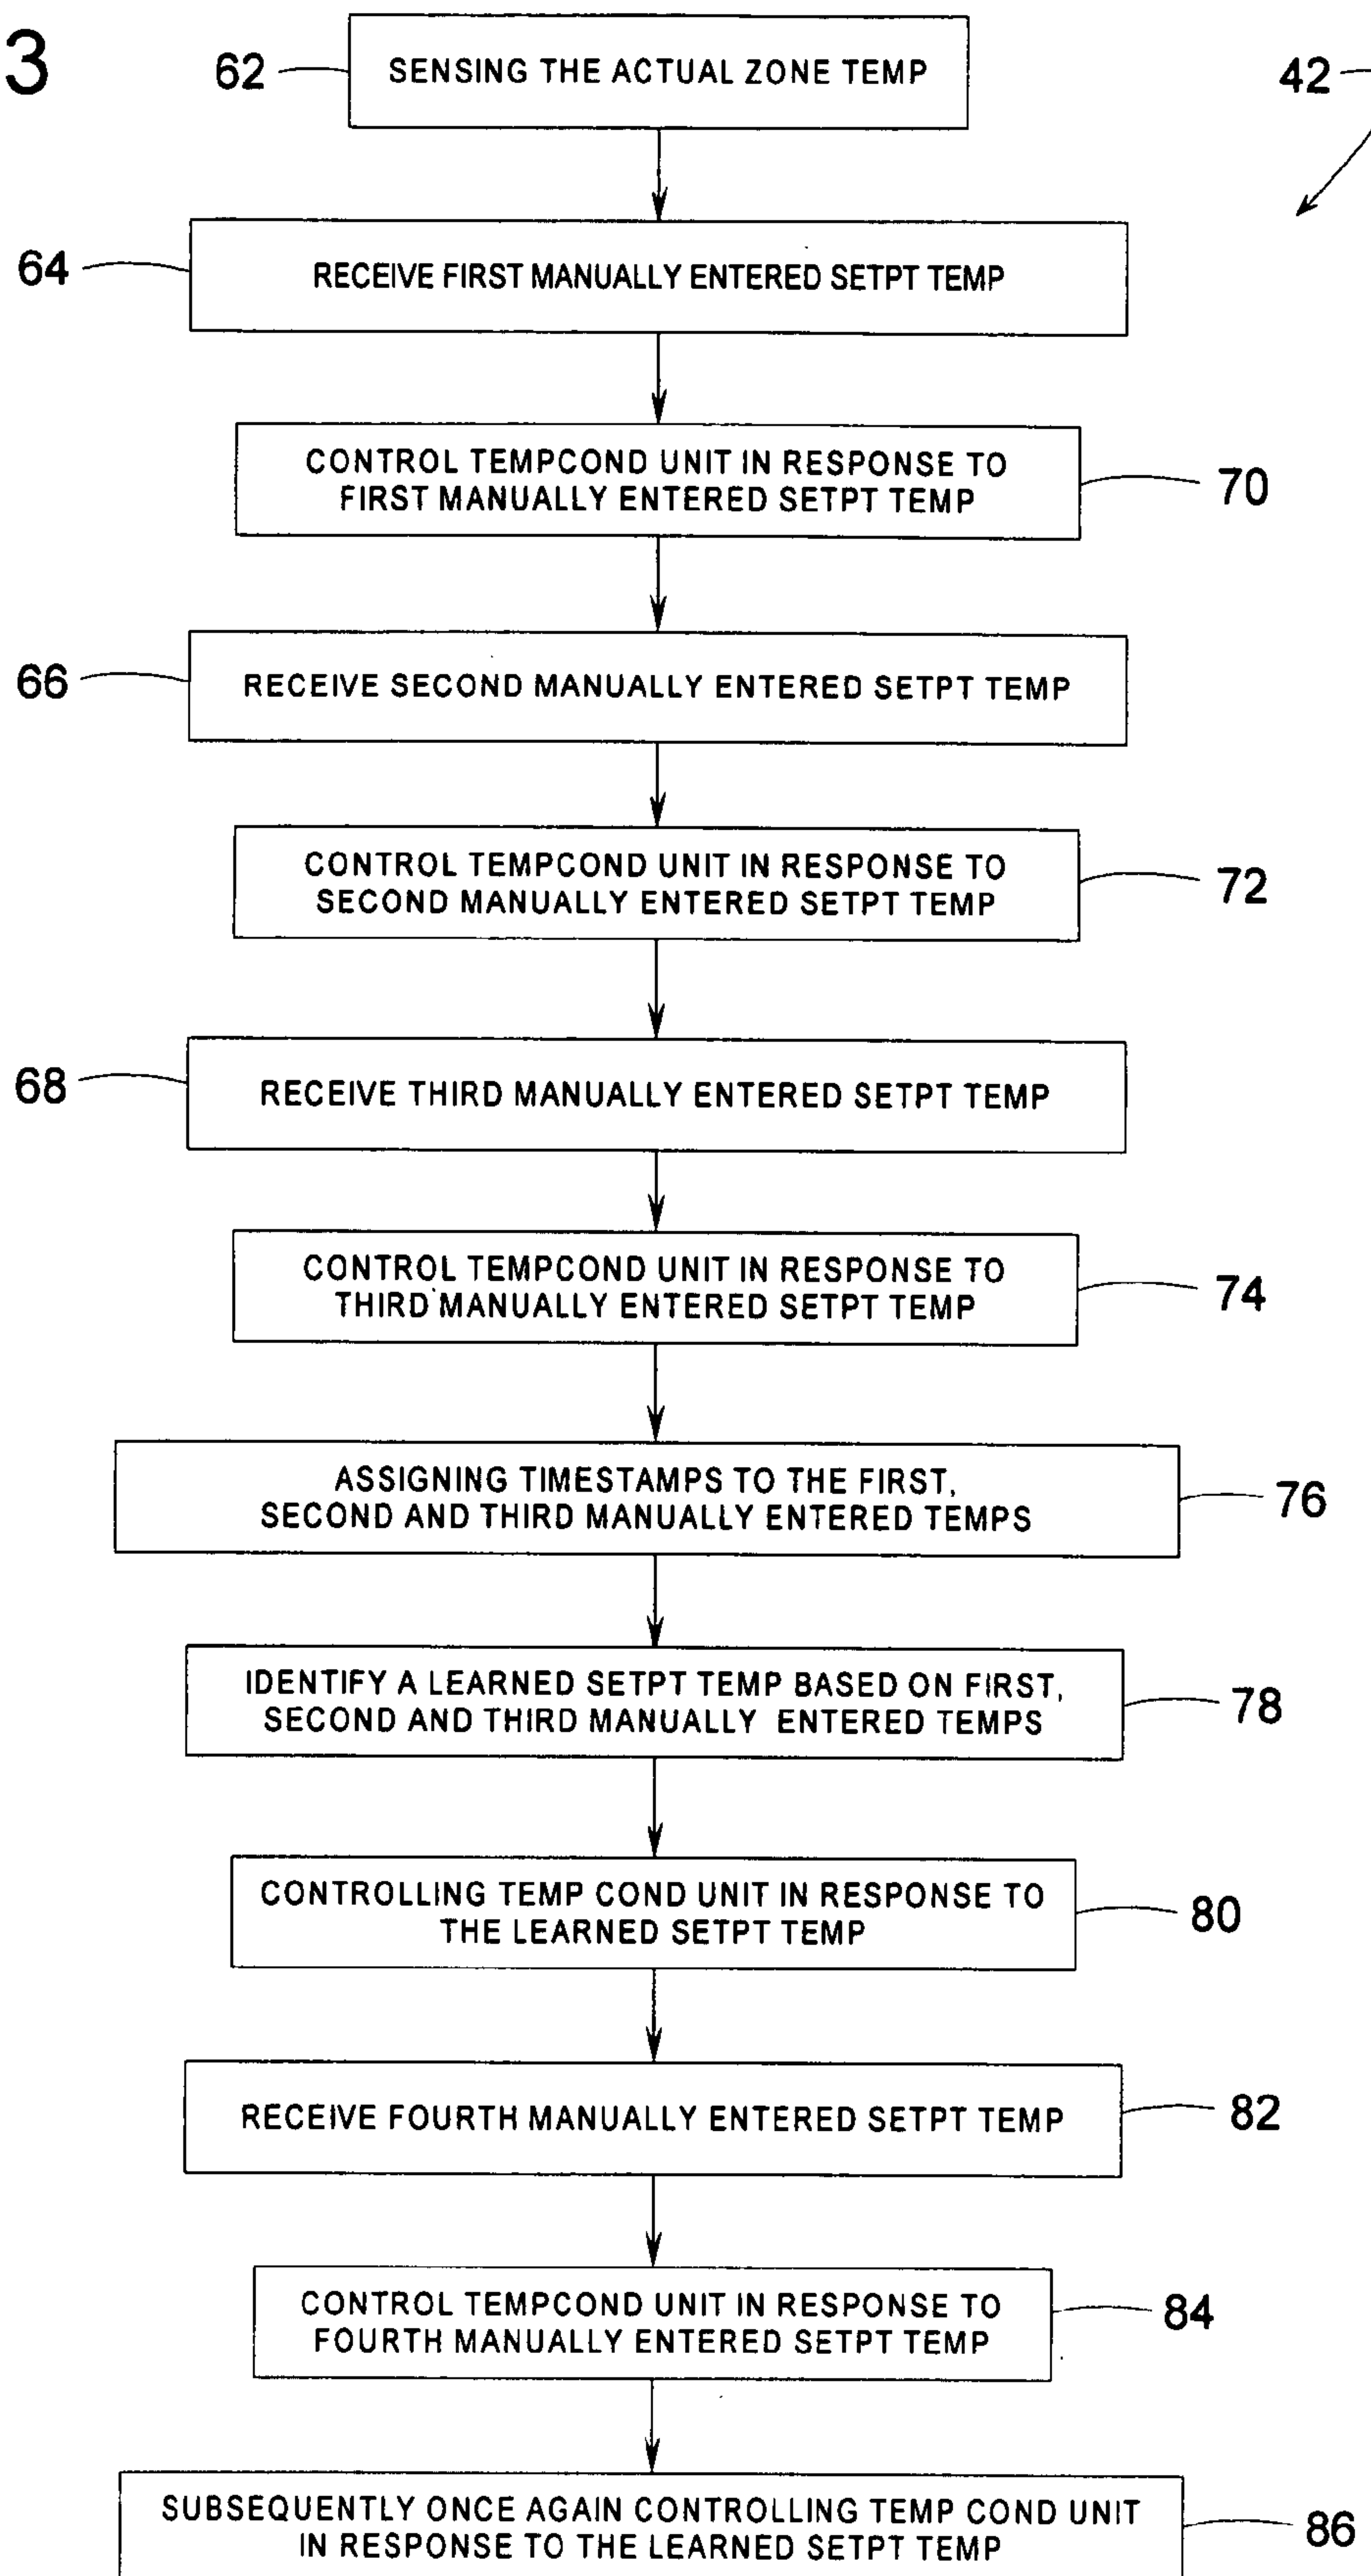 3
62
SENSING THE ACTUAL ZONE TEMP
42
64
RECEIVE FIRST MANUALLY ENTERED SETPT TEMP
CONTROL TEMPCOND UNIT IN RESPONSE TO
FIRST MANUALLY ENTERED SETPT TEMP
70
66
RECEIVE SECOND MANUALLY ENTERED SETPT TEMP
CONTROL TEMPCOND UNIT IN RESPONSE TO
SECOND MANUALLY ENTERED SETPT TEMP
72
68
RECEIVE THIRD MANUALLY ENTERED SETPT TEMP
CONTROL TEMPCOND UNIT IN RESPONSE TO
THIRD MANUALLY ENTERED SETPT TEMP
74
ASSIGNING TIMESTAMPS TO THE FIRST,
SECOND AND THIRD MANUALLY ENTERED TEMPS
76
IDENTIFY A LEARNED SETPT TEMP BASED ON FIRST,
SECOND AND THIRD MANUALLY ENTERED TEMPS
78
CONTROLLING TEMP COND UNIT IN RESPONSE TO
THE LEARNED SETPT TEMP
80
RECEIVE FOURTH MANUALLY ENTERED SETPT TEMP
82
CONTROL TEMPCOND UNIT IN RESPONSE TO
FOURTH MANUALLY ENTERED SETPT TEMP
84
SUBSEQUENTLY ONCE AGAIN CONTROLLING TEMP COND UNIT
IN RESPONSE TO THE LEARNED SETPT TEMP
86